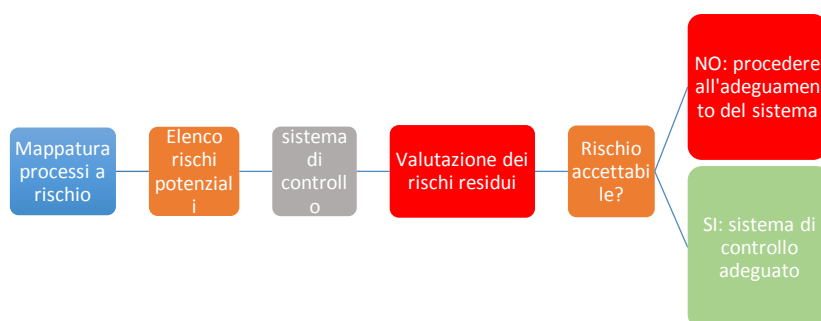 Mappatura
processi a
rischio
Elenco
rischi
potenzial
i
sistema
di
controll
o
Valutazione dei
rischi residui
Rischio
accettabi
le?
NO: procedere
all'adeguamen
to del sistema
SI: sistema di
controllo
adeguato